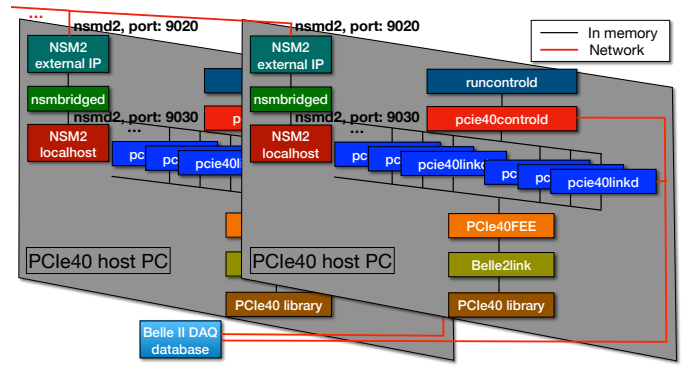 ...
nsmd2, port: 9020
nsmd2, port: 9020
In memory
Network
NSM2
external IP
NSM2
external IP
runcontrold
nsmbridged
nsmbridged
nsmd2, port: 9030
nsmd2, port: 9030
pcie40controld
...
...
NSM2
localhost
NSM2
localhost
pcie40linkd
pcie40linkd
PCIe40FEE
PCIe40 host PC
PCIe40 host PC
Belle2link
PCIe40 library
PCIe40 library
Belle II DAQ
database